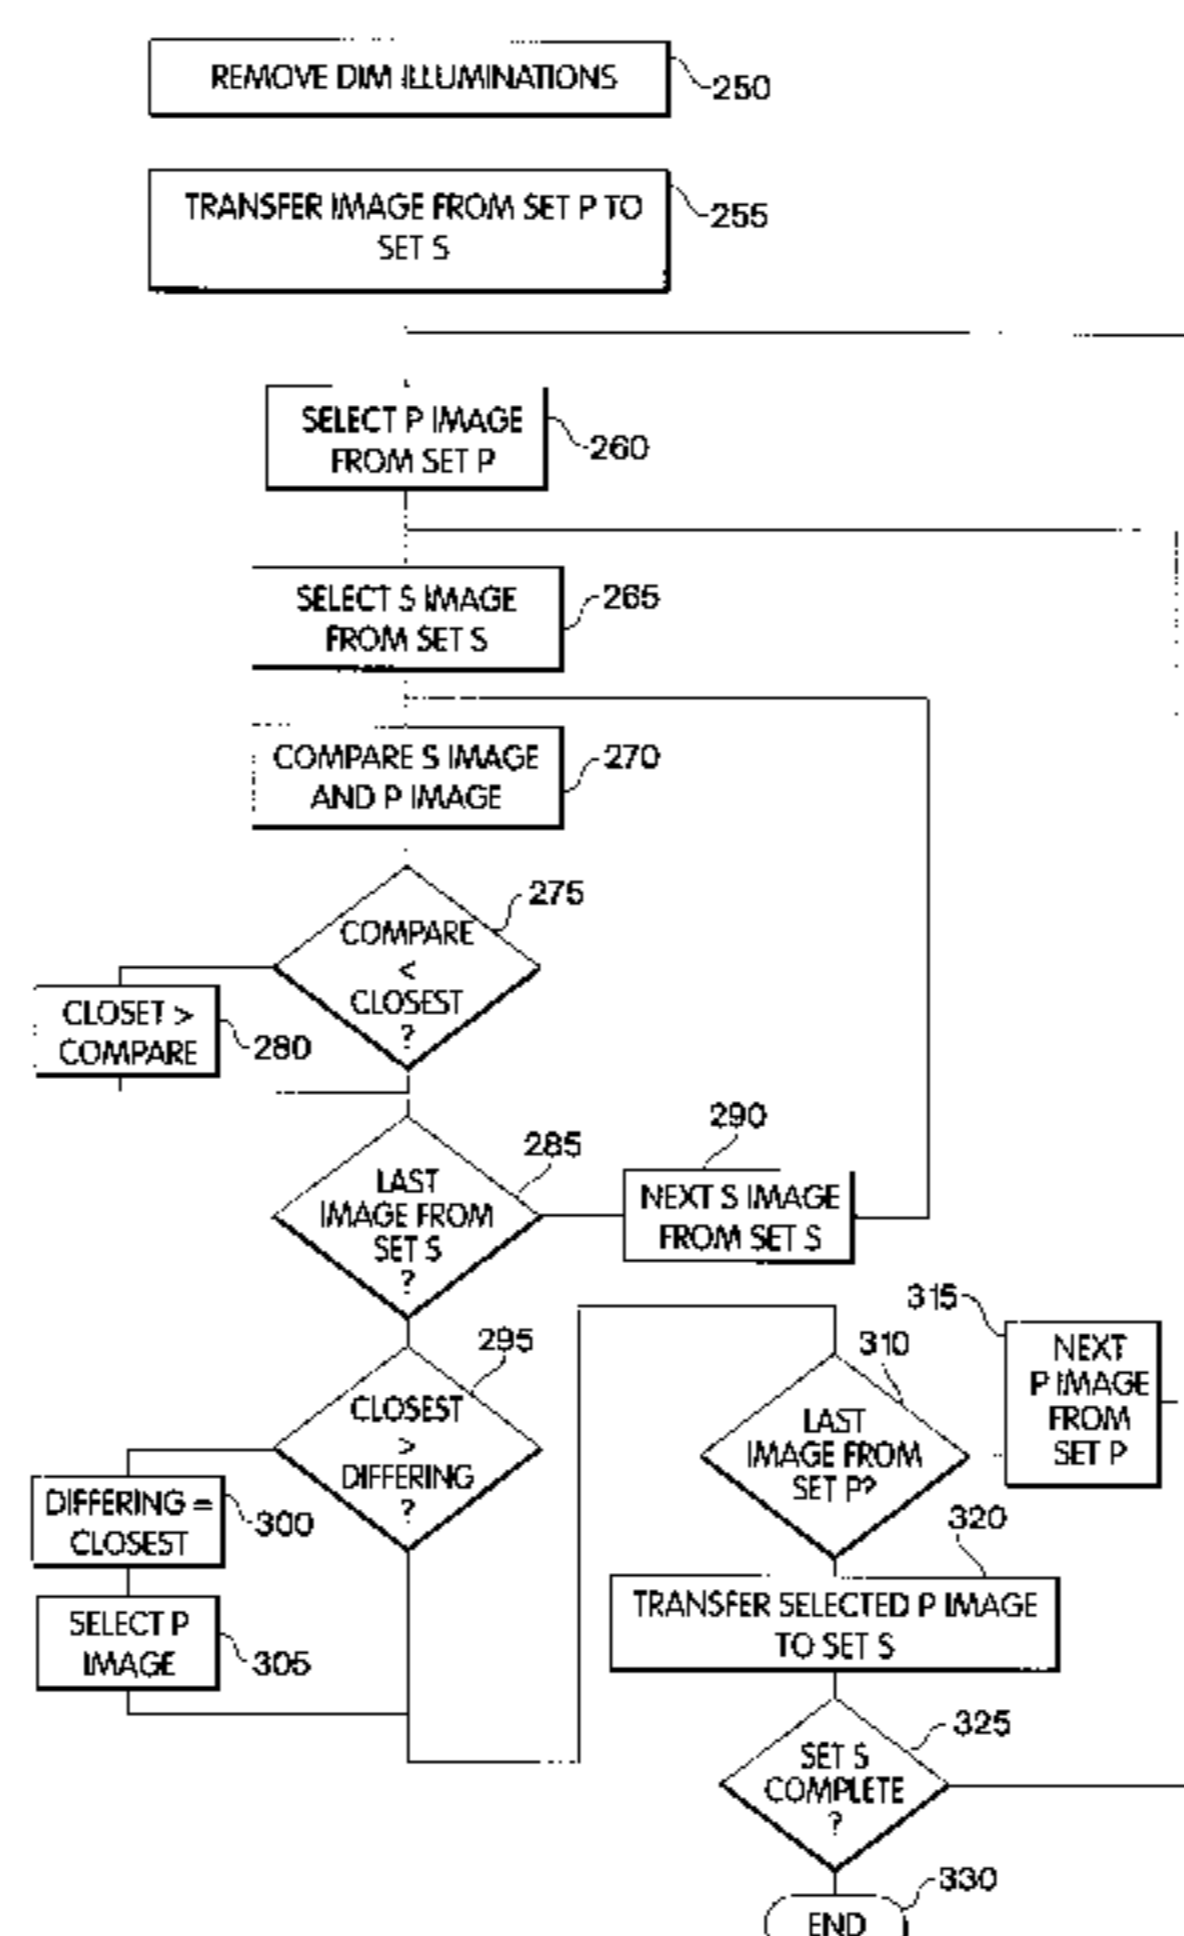 REMOVE DIM ILLUMINATIONS
250
TRANSFER IMAGE FROM SET P TO
SET S
255
SELECT P IMAGE
FROM SET P
260
SELECT S IMAGE
FROM SET S
265
COMPARE S IMAGE
AND P IMAGE
270
COMPARE
<
CLOSEST
?
275
CLOSET >
COMPARE
280
LAST
IMAGE FROM
SET S
?
285
NEXT S IMAGE
FROM SET S
290
CLOSEST
>
DIFFERING
?
295
DIFFERING =
CLOSEST
300
SELECT P
IMAGE
305
LAST
IMAGE FROM
SET P?
310
NEXT
P IMAGE
FROM
SET P
315
TRANSFER SELECTED P IMAGE
TO SET S
320
SET S
COMPLETE
?
325
END
330